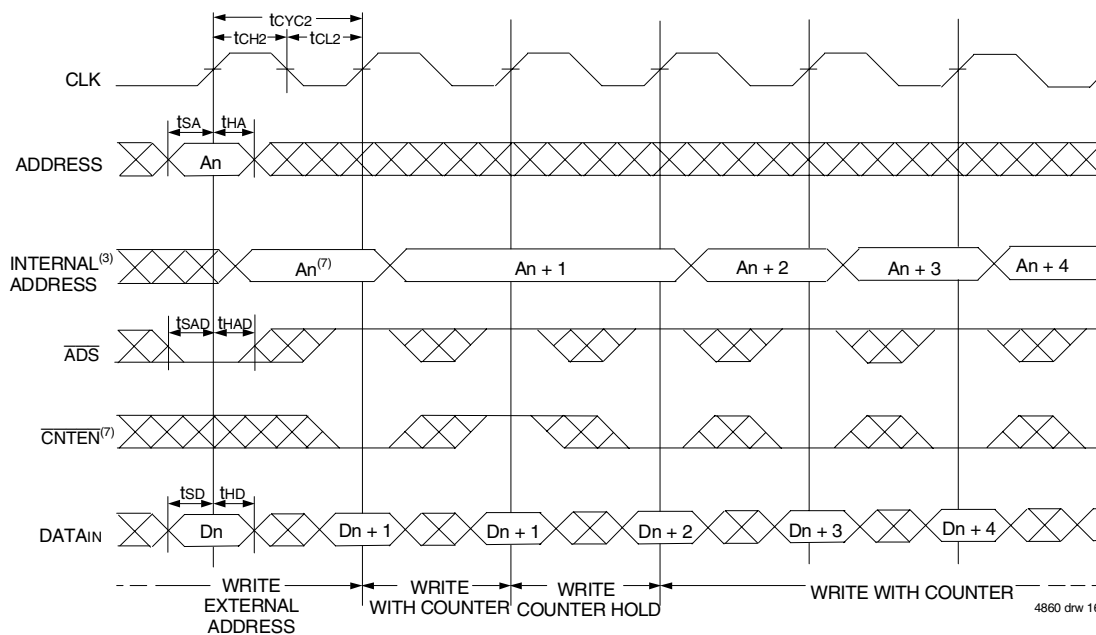 tCYC2
tCH2 tCL2
CLK
tSA tHA
ADDRESS
An
INTERNAL(3)
ADDRESS
An(7) An + 1 An + 2 An + 3 An + 4
tSAD tHAD
ADS
CNTEN(7)
tSD tHD
DATAIN
Dn Dn + 1 Dn + 1 Dn + 2 Dn + 3 Dn + 4
WRITE
EXTERNAL
ADDRESS
WRITE
WITH COUNTER
WRITE
COUNTER HOLD
WRITE WITH COUNTER
4860 drw 16